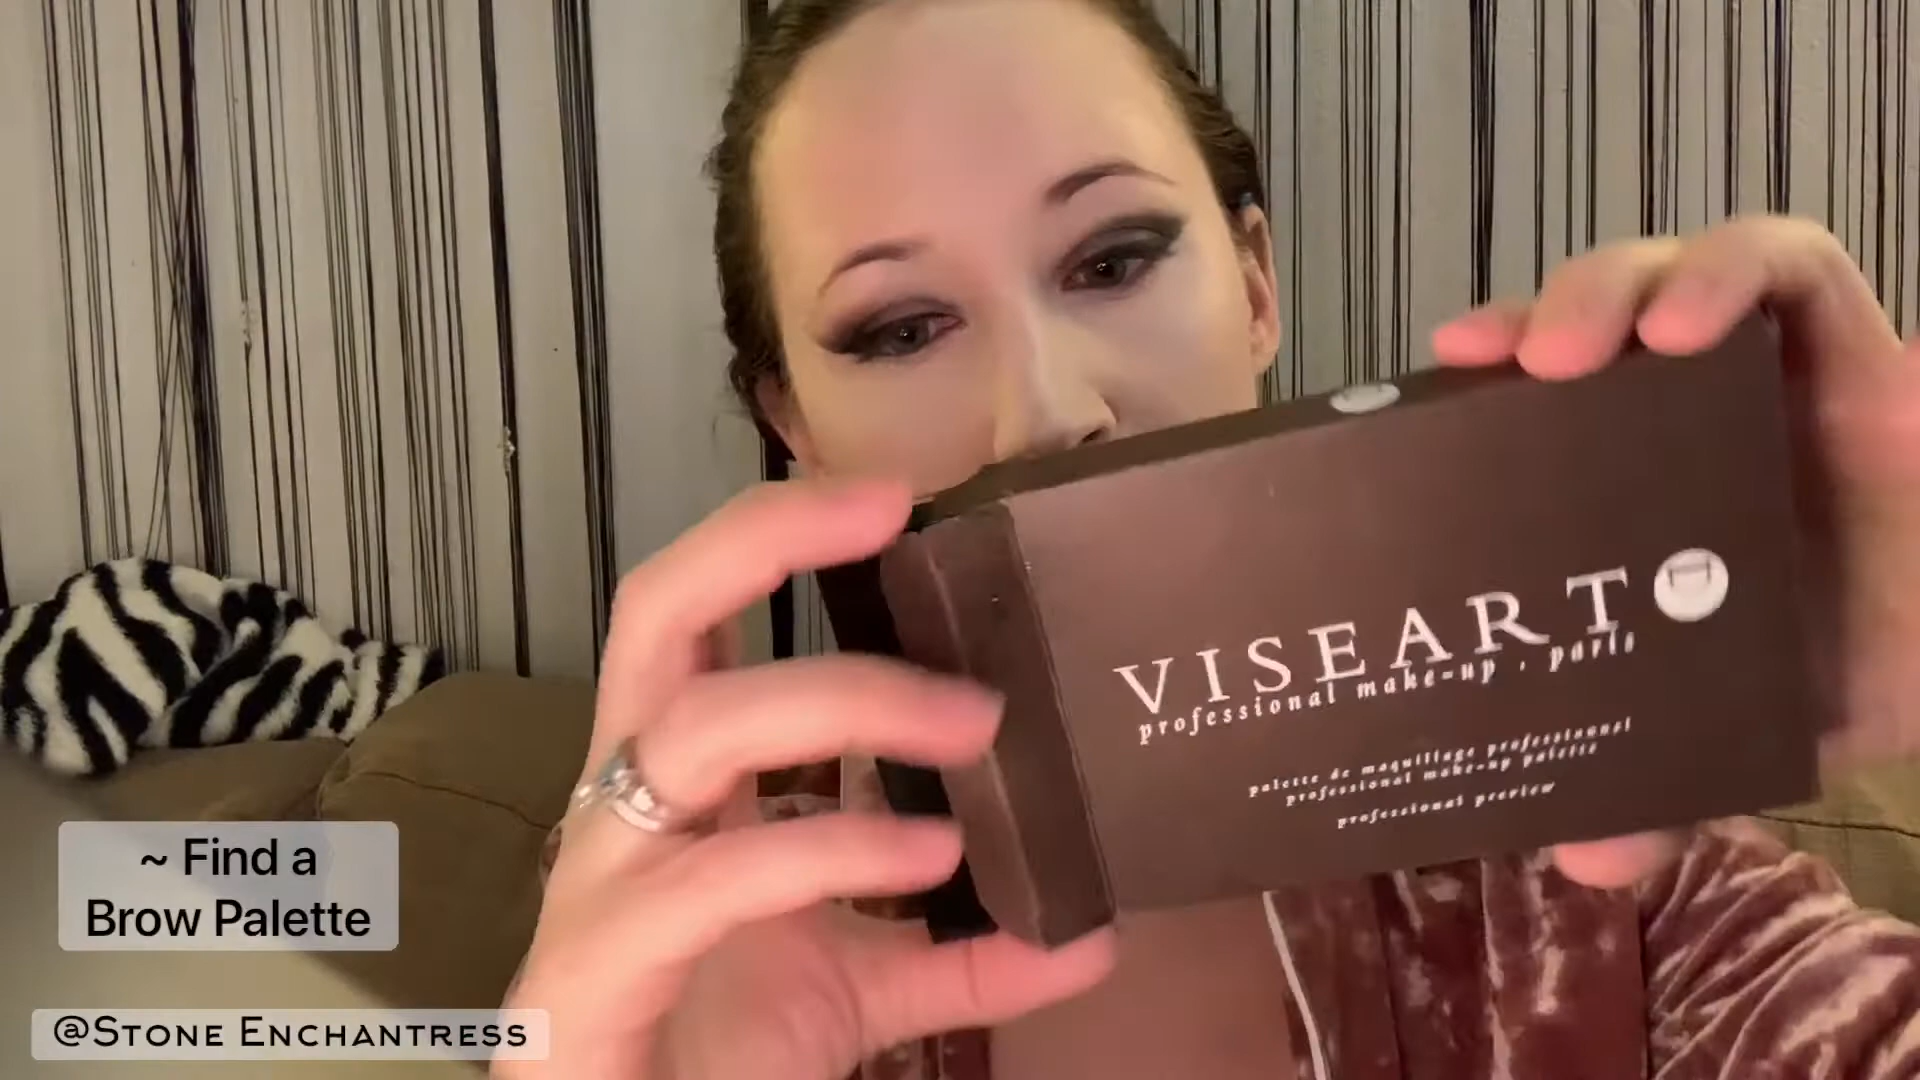 VISEART
professional make-up . paris
palette de maquillage professionnel
professional make-up palette
professional preview
~ Find a
Brow Palette
@STONE ENCHANTRESS